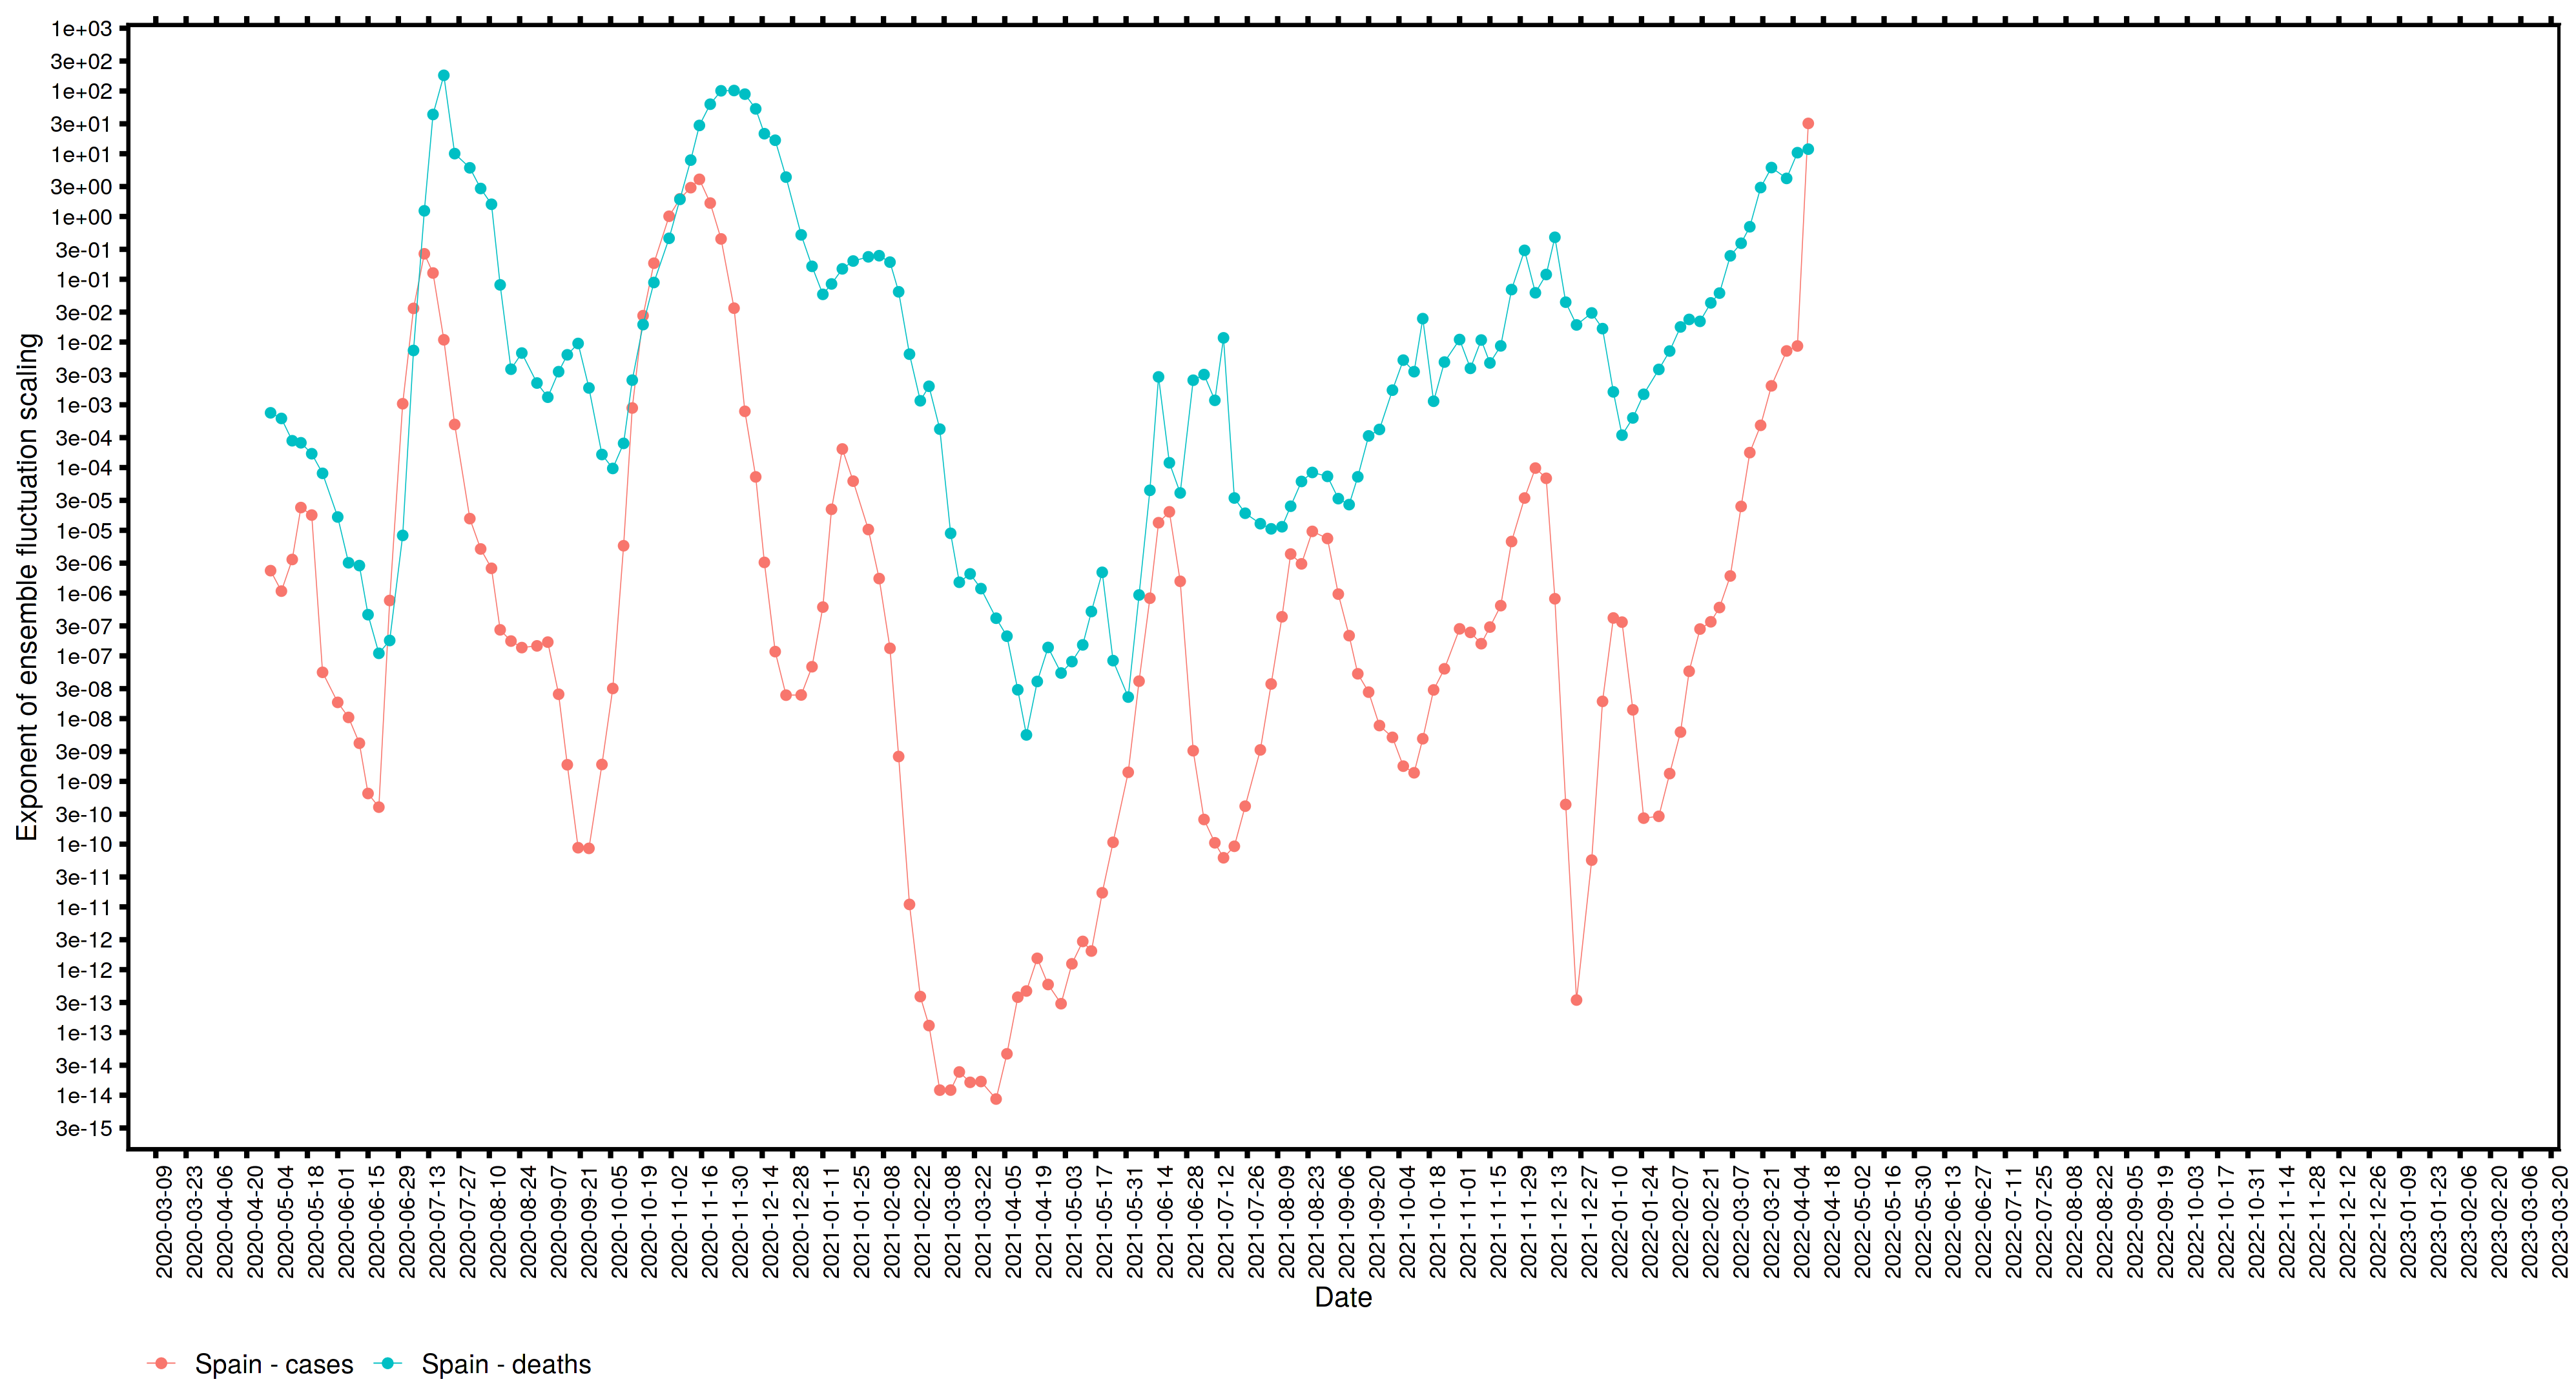 Exponent of ensemble fluctuation scaling
1e+03
3e+02
1e+02
3e+01
1e+01
3e+00
1e+00
3e-01
1e-01
3e-02
1e-02
3e-03
1e-03
3e-04
1e-04
3e-05
1e-05
3e-06
1e-06
3e-07
1e-07
3e-08
1e-08
3e-09
1e-09
3e-10
1e-10
3e-11
1e-11
3e-12
1e-12
3e-13
1e-13
3e-14
1e-14
3e-15
2020-03-09
2020-03-23
2020-04-06
2020-04-20
2020-05-04
2020-05-18
2020-06-01
2020-06-15
2020-06-29
2020-07-13
2020-07-27
2020-08-10
2020-08-24
2020-09-07
2020-09-21
2020-10-05
2020-10-19
2020-11-02
2020-11-16
2020-11-30
2020-12-14
2020-12-28
2021-01-11
2021-01-25
2021-02-08
2021-02-22
2021-03-08
2021-03-22
2021-04-05
2021-04-19
2021-05-03
2021-05-17
2021-05-31
2021-06-14
2021-06-28
2021-07-12
2021-07-26
2021-08-09
2021-08-23
2021-09-06
2021-09-20
2021-10-04
2021-10-18
2021-11-01
2021-11-15
2021-11-29
2021-12-13
2021-12-27
2022-01-10
2022-01-24
2022-02-07
2022-02-21
2022-03-07
2022-03-21
2022-04-04
2022-04-18
2022-05-02
2022-05-16
2022-05-30
2022-06-13
2022-06-27
2022-07-11
2022-07-25
2022-08-08
2022-08-22
2022-09-05
2022-09-19
2022-10-03
2022-10-17
2022-10-31
2022-11-14
2022-11-28
2022-12-12
2022-12-26
2023-01-09
2023-01-23
2023-02-06
2023-02-20
2023-03-06
2023-03-20
Date
Spain - cases
Spain - deaths